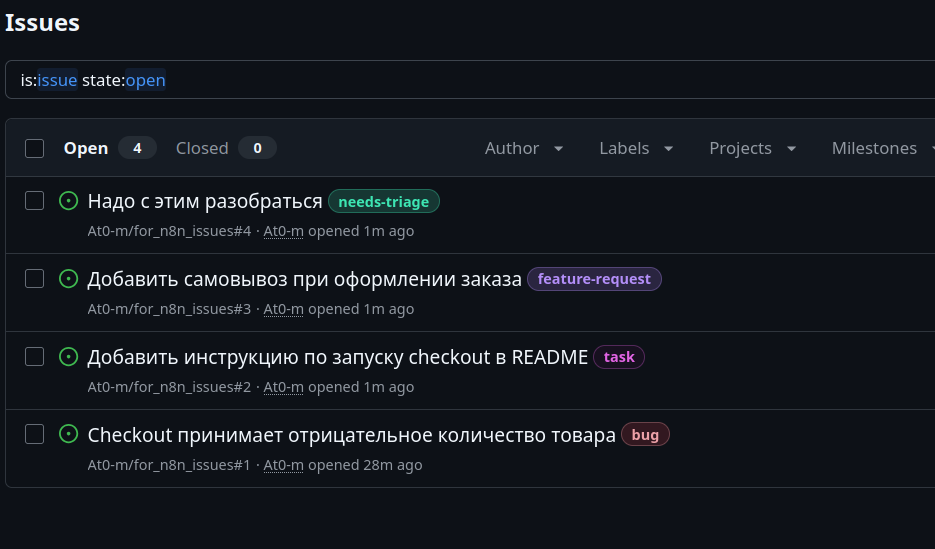 Issues
is:issue state:open
Open 4 Closed 0 Author Labels Projects Milestones
Надо с этим разобраться needs-triage
At0-m/for_n8n_issues#4 · At0-m opened 1m ago
Добавить самовывоз при оформлении заказа feature-request
At0-m/for_n8n_issues#3 · At0-m opened 1m ago
Добавить инструкцию по запуску checkout в README task
At0-m/for_n8n_issues#2 · At0-m opened 1m ago
Checkout принимает отрицательное количество товара bug
At0-m/for_n8n_issues#1 · At0-m opened 28m ago